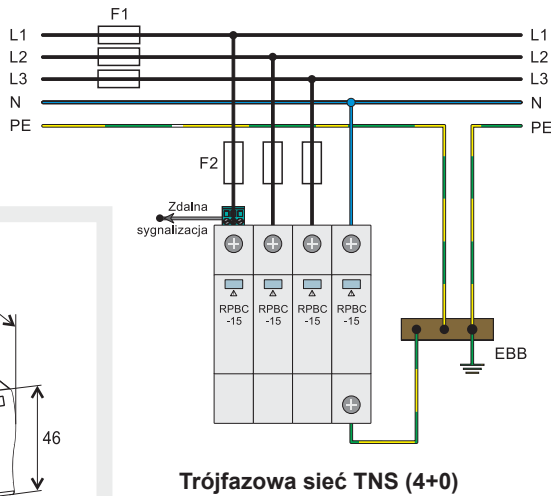 F1
L1 L1
L2 L2
L3 L3
N N
PE PE
F2
Zdalna
sygnalizacja
RPBC RPBC RPBC RPBC
-15 -15 -15 -15
EBB
46
Trójfazowa sieć TNS (4+0)